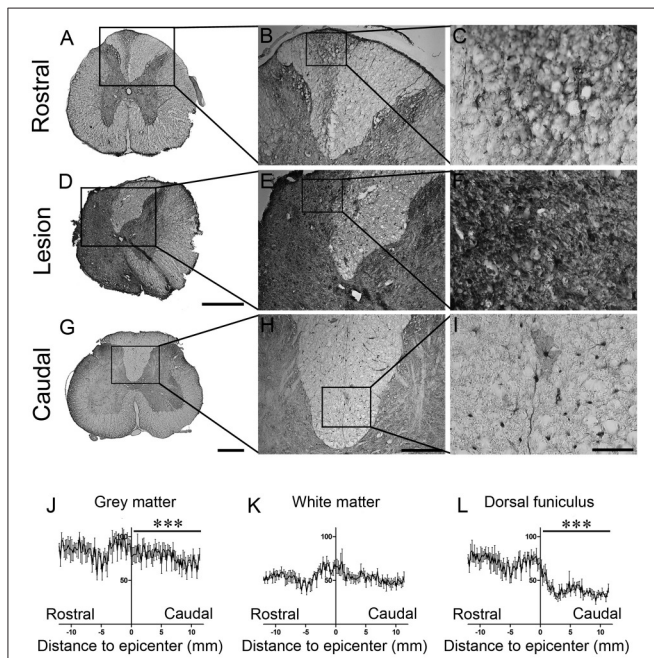 Rostral
A
B
C
Lesion
D
E
F
Caudal
G
H
I
J Grey matter
***
100
50
Rostral Caudal
-10 -5 0 5 10
Distance to epicenter (mm)
K White matter
100
50
Rostral Caudal
-10 -5 0 5 10
Distance to epicenter (mm)
L Dorsal funiculus
***
100
50
Rostral Caudal
-10 -5 0 5 10
Distance to epicenter (mm)